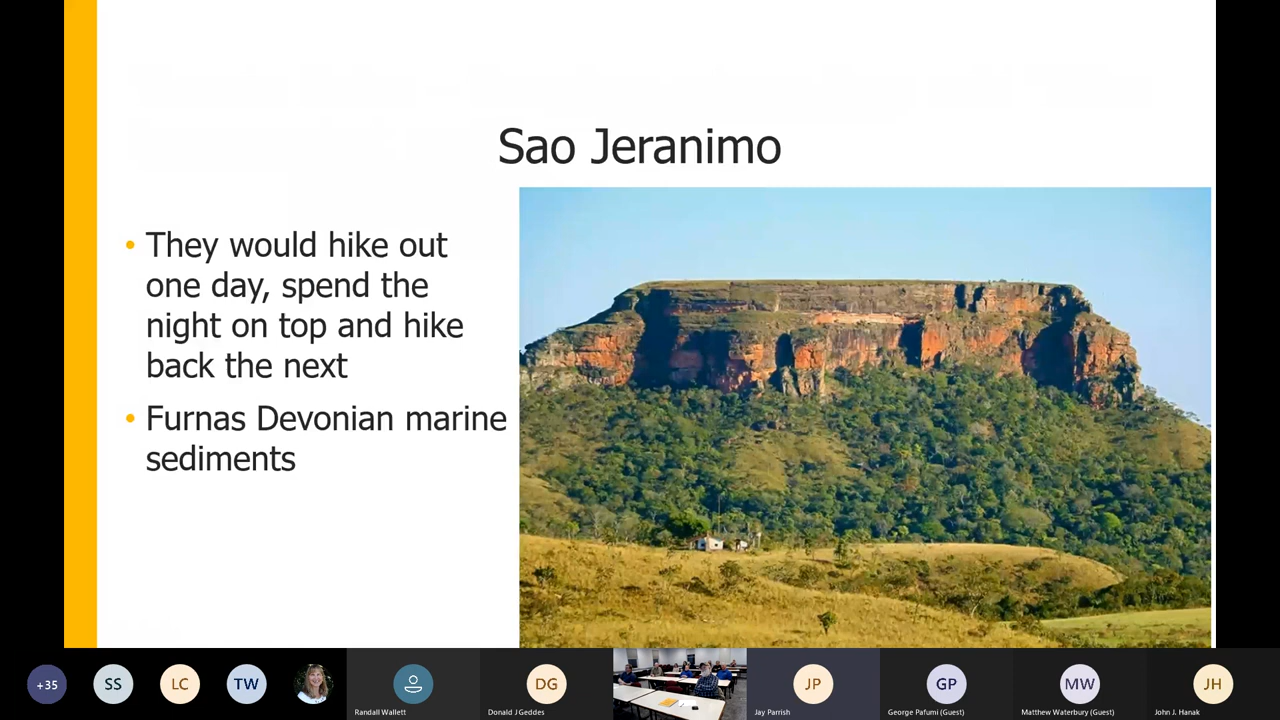 Sao Jeranimo
• They would hike out
one day, spend the
night on top and hike
back the next
• Furnas Devonian marine
sediments
+35
SS
LC
TW
Randall Wallett
DG
Donald J Geddes
JP
Jay Parrish
GP
George Pafumi (Guest)
MW
Matthew Waterbury (Guest)
JH
John J. Hanak